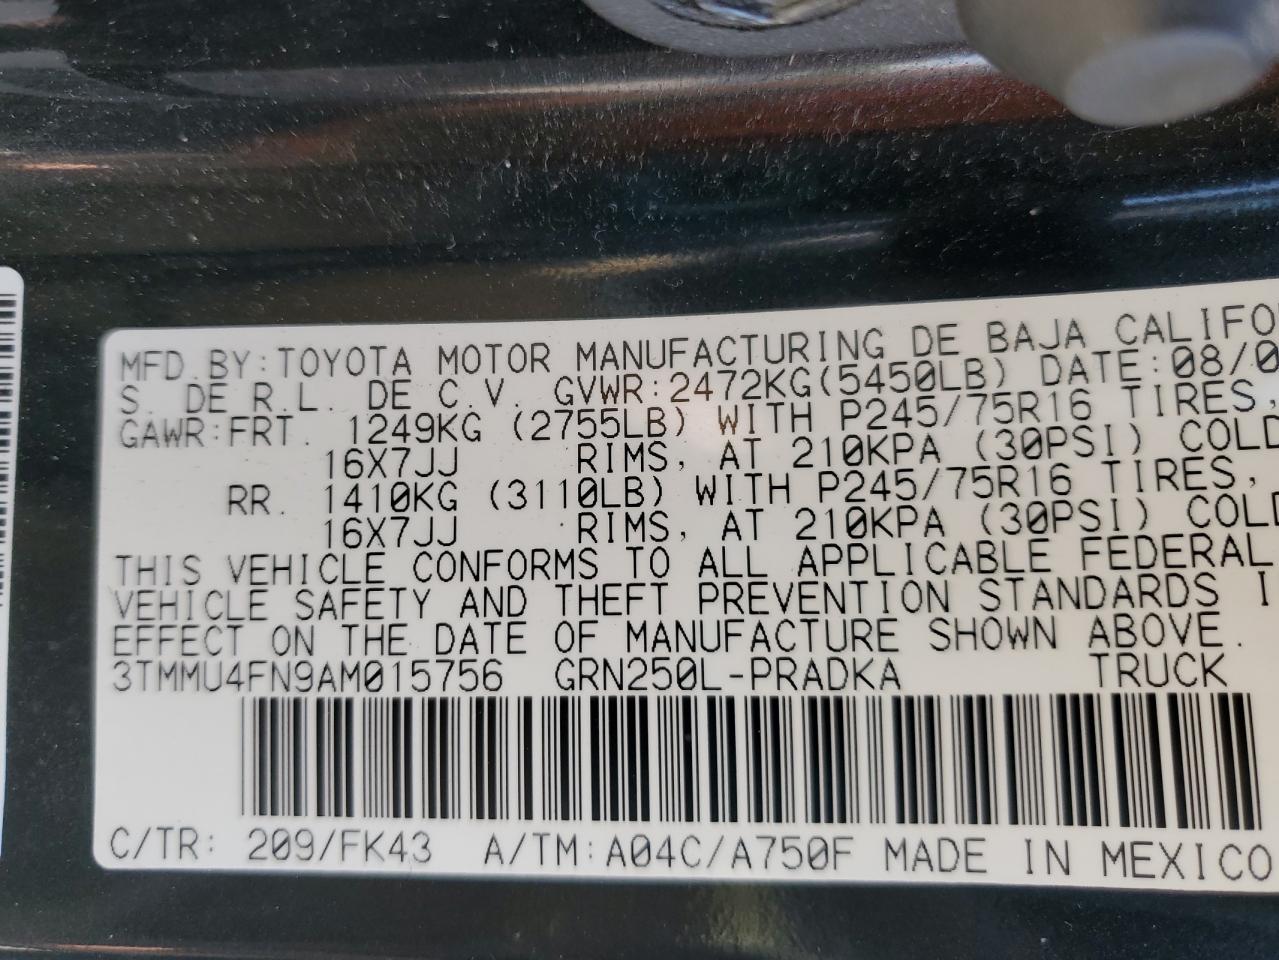 MFD.BY:TOYOTA MOTOR MANUFACTURING DE BAJA CALIFO
S. DE R.L. DE C.V. GVWR:2472KG(5450LB) DATE:08/0
GAWR:FRT. 1249KG (2755LB) WITH P245/75R16 TIRES,
16X7JJ RIMS, AT 210KPA (30PSI) COLD
RR. 1410KG (3110LB) WITH P245/75R16 TIRES,
16X7JJ RIMS, AT 210KPA (30PSI) COLD
THIS VEHICLE CONFORMS TO ALL APPLICABLE FEDERAL
VEHICLE SAFETY AND THEFT PREVENTION STANDARDS I
EFFECT ON THE DATE OF MANUFACTURE SHOWN ABOVE.
3TMMU4FN9AM015756 GRN250L-PRADKA TRUCK
C/TR: 209/FK43 A/TM:A04C/A750F MADE IN MEXICO